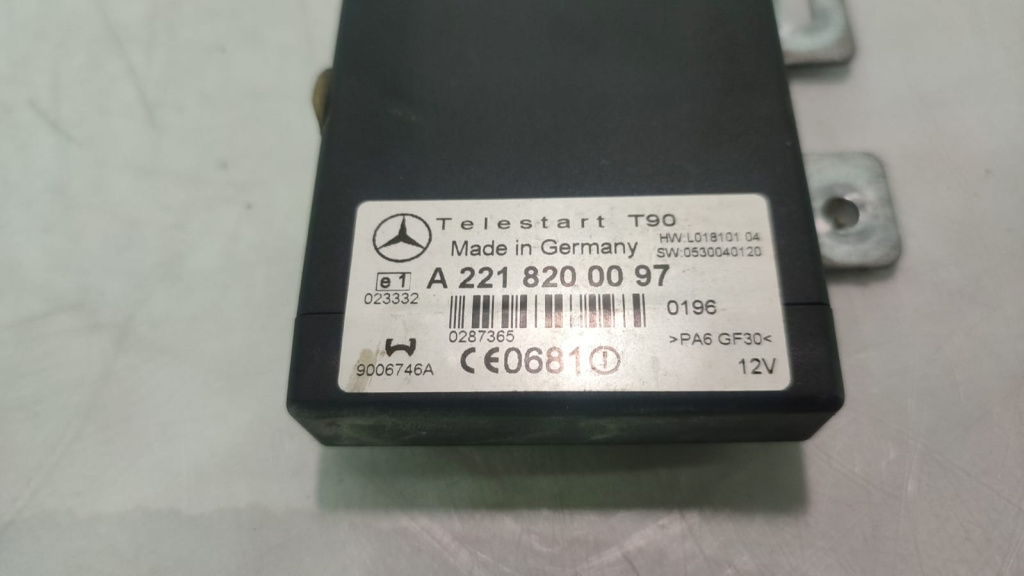 Telestart T90
HW:L018101 04
Made in Germany
SW:0530040120
e1
A 221 820 00 97
023332
0196
0287365
>PA6 GF30<
CE0681
9006746A
12V